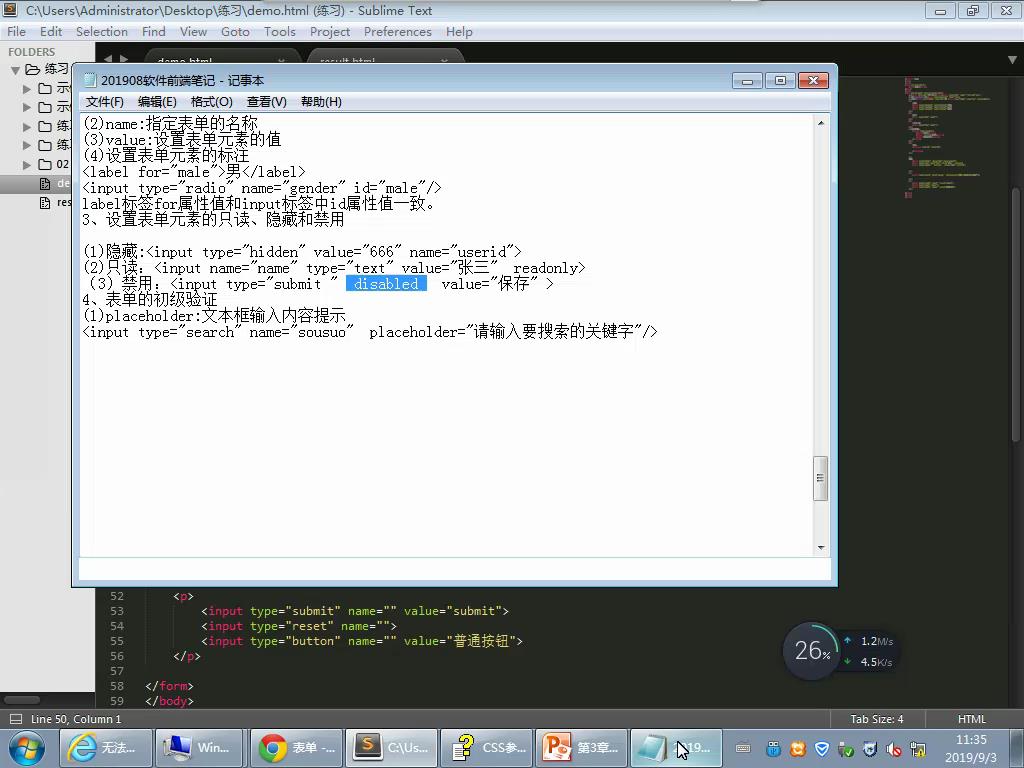 C:\Users\Administrator\Desktop\练习\demo.html (练习) - Sublime Text
File Edit Selection Find View Goto Tools Project Preferences Help
FOLDERS
练习
02
de
res
201908软件前端笔记 - 记事本
文件(F) 编辑(E) 格式(O) 查看(V) 帮助(H)
(2)name:指定表单的名称
(3)value:设置表单元素的值
(4)设置表单元素的标注
<label for="male">男</label>
<input type="radio" name="gender" id="male"/>
label标签for属性值和input标签中id属性值一致。
3、设置表单元素的只读、隐藏和禁用
(1)隐藏:<input type="hidden" value="666" name="userid">
(2)只读：<input name="name" type="text" value="张三"  readonly>
(3) 禁用：<input type="submit "  disabled  value="保存" >
4、表单的初级验证
(1)placeholder:文本框输入内容提示
<input type="search" name="sousuo"  placeholder="请输入要搜索的关键字"/>
52 <p>
53 <input type="submit" name="" value="submit">
54 <input type="reset" name="">
55 <input type="button" name="" value="普通按钮">
56 </p>
57
58 </form>
59 </body>
26%
1.2M/s
4.5K/s
Line 50, Column 1 Tab Size: 4 HTML
无法... Win... 表单 -... C:\Us... CSS参... 第3章... 
11:35
2019/9/3